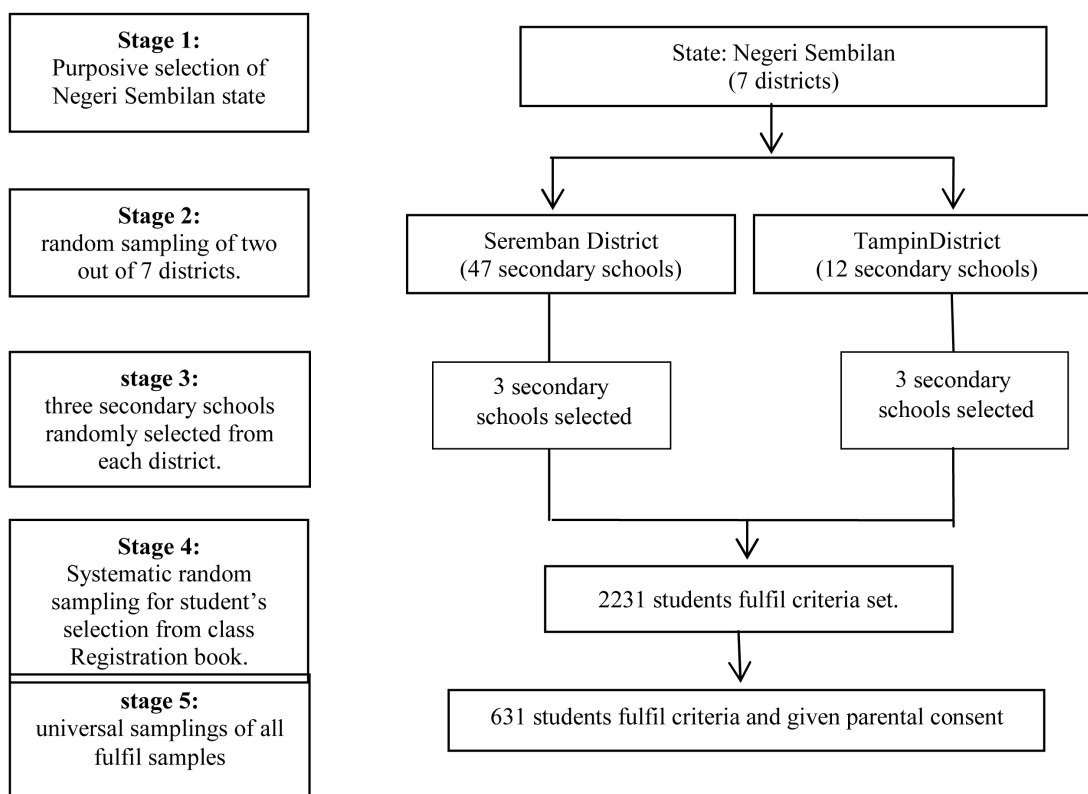 Stage 1:
Purposive selection of
Negeri Sembilan state
State: Negeri Sembilan
(7 districts)
Stage 2:
random sampling of two
out of 7 districts.
Seremban District
(47 secondary schools)
TampinDistrict
(12 secondary schools)
stage 3:
three secondary schools
randomly selected from
each district.
3 secondary
schools selected
3 secondary
schools selected
Stage 4:
Systematic random
sampling for student’s
selection from class
Registration book.
2231 students fulfil criteria set.
stage 5:
universal samplings of all
fulfil samples
631 students fulfil criteria and given parental consent